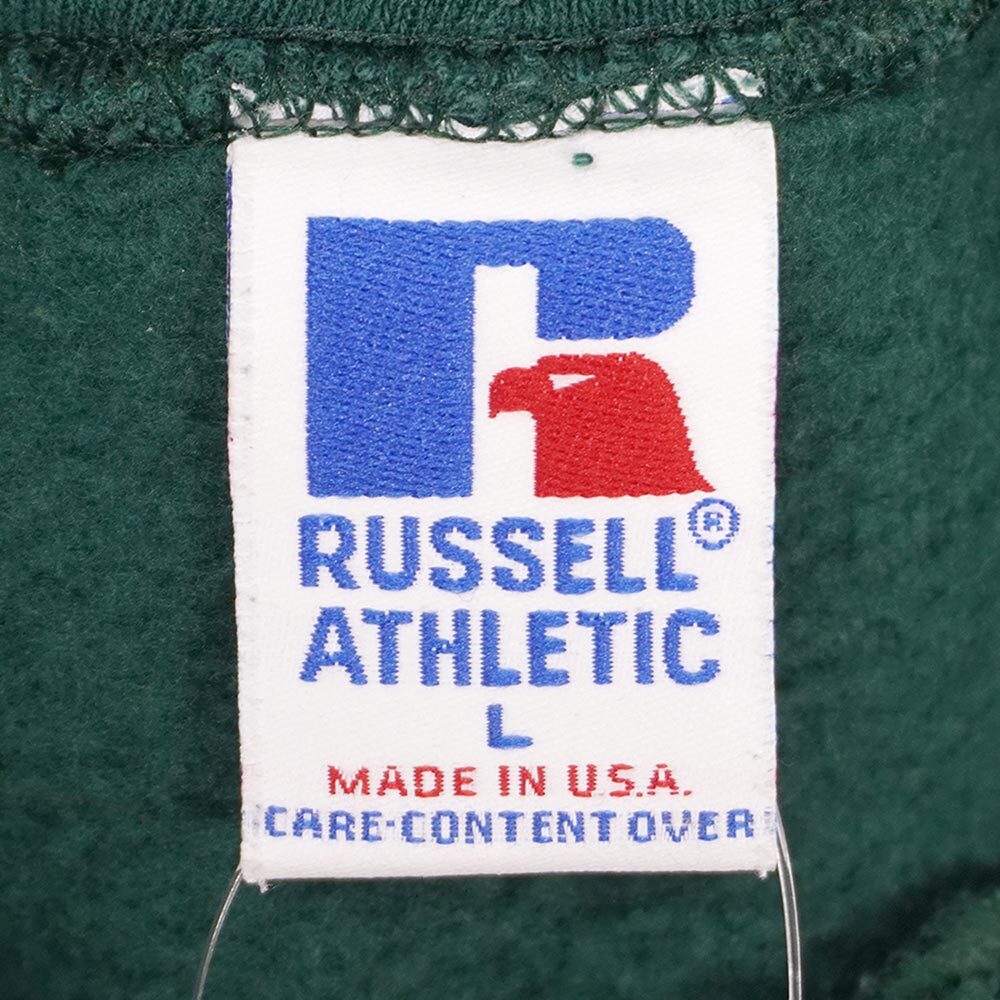 RUSSELL®
ATHLETIC
L
MADE IN U.S.A.
CARE-CONTENT OVER